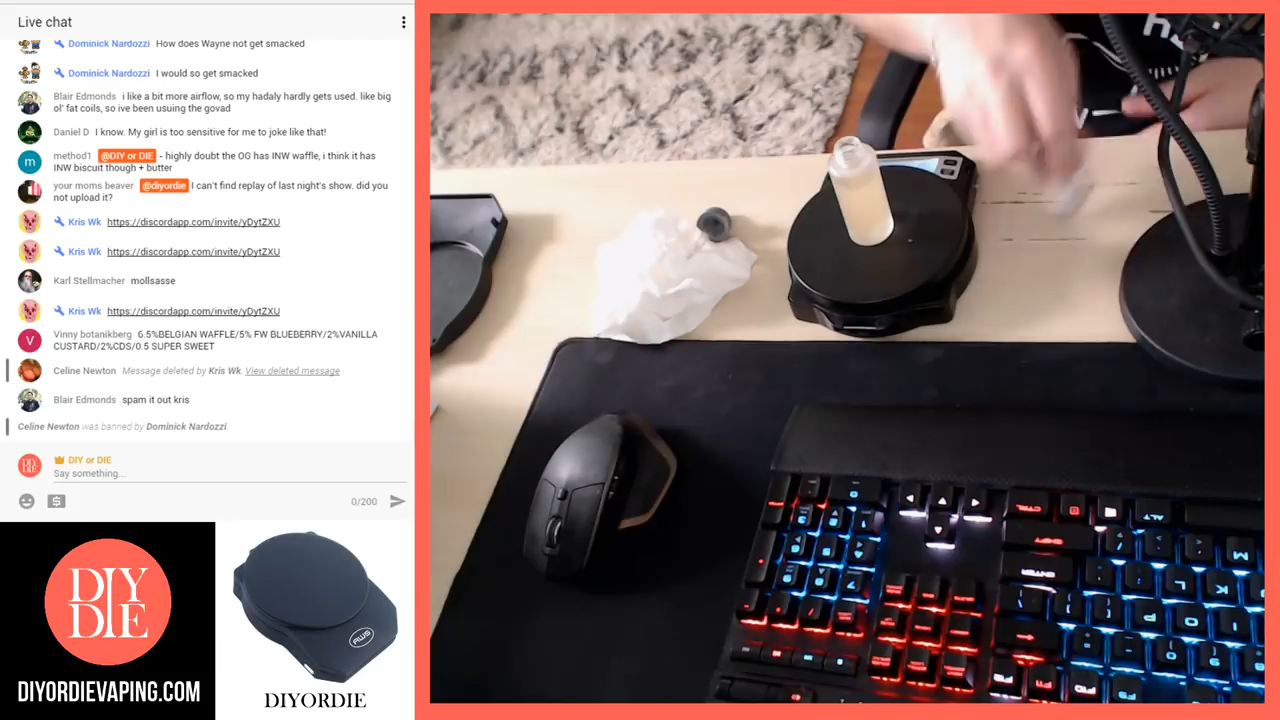 Live chat
Dominick Nardozzi How does Wayne not get smacked
Dominick Nardozzi I would so get smacked
Blair Edmonds i like a bit more airflow, so my hadaly hardly gets used. like big
ol' fat coils, so ive been usuing the govad
Daniel D I know. My girl is too sensitive for me to joke like that!
method1 @DIY or DIE - highly doubt the OG has INW waffle, i think it has
INW biscuit though + butter
your moms beaver @diyordie I can't find replay of last night's show. did you
not upload it?
Kris Wk https://discordapp.com/invite/yDytZXU
Kris Wk https://discordapp.com/invite/yDytZXU
Karl Stellmacher mollsasse
Kris Wk https://discordapp.com/invite/yDytZXU
V Vinny botanikberg 6.5%BELGIAN WAFFLE/5% FW BLUEBERRY/2%VANILLA
CUSTARD/2%CDS/0.5 SUPER SWEET
Celine Newton Message deleted by Kris Wk. View deleted message
Blair Edmonds spam it out kris
Celine Newton was banned by Dominick Nardozzi.
DIY or DIE
Say something...
0/200
DIY
DIE
DIYORDIEVAPING.COM
AWS
DIYORDIE
CTRL
ALT
SHIFT
ENTER
M
K
L
P
O